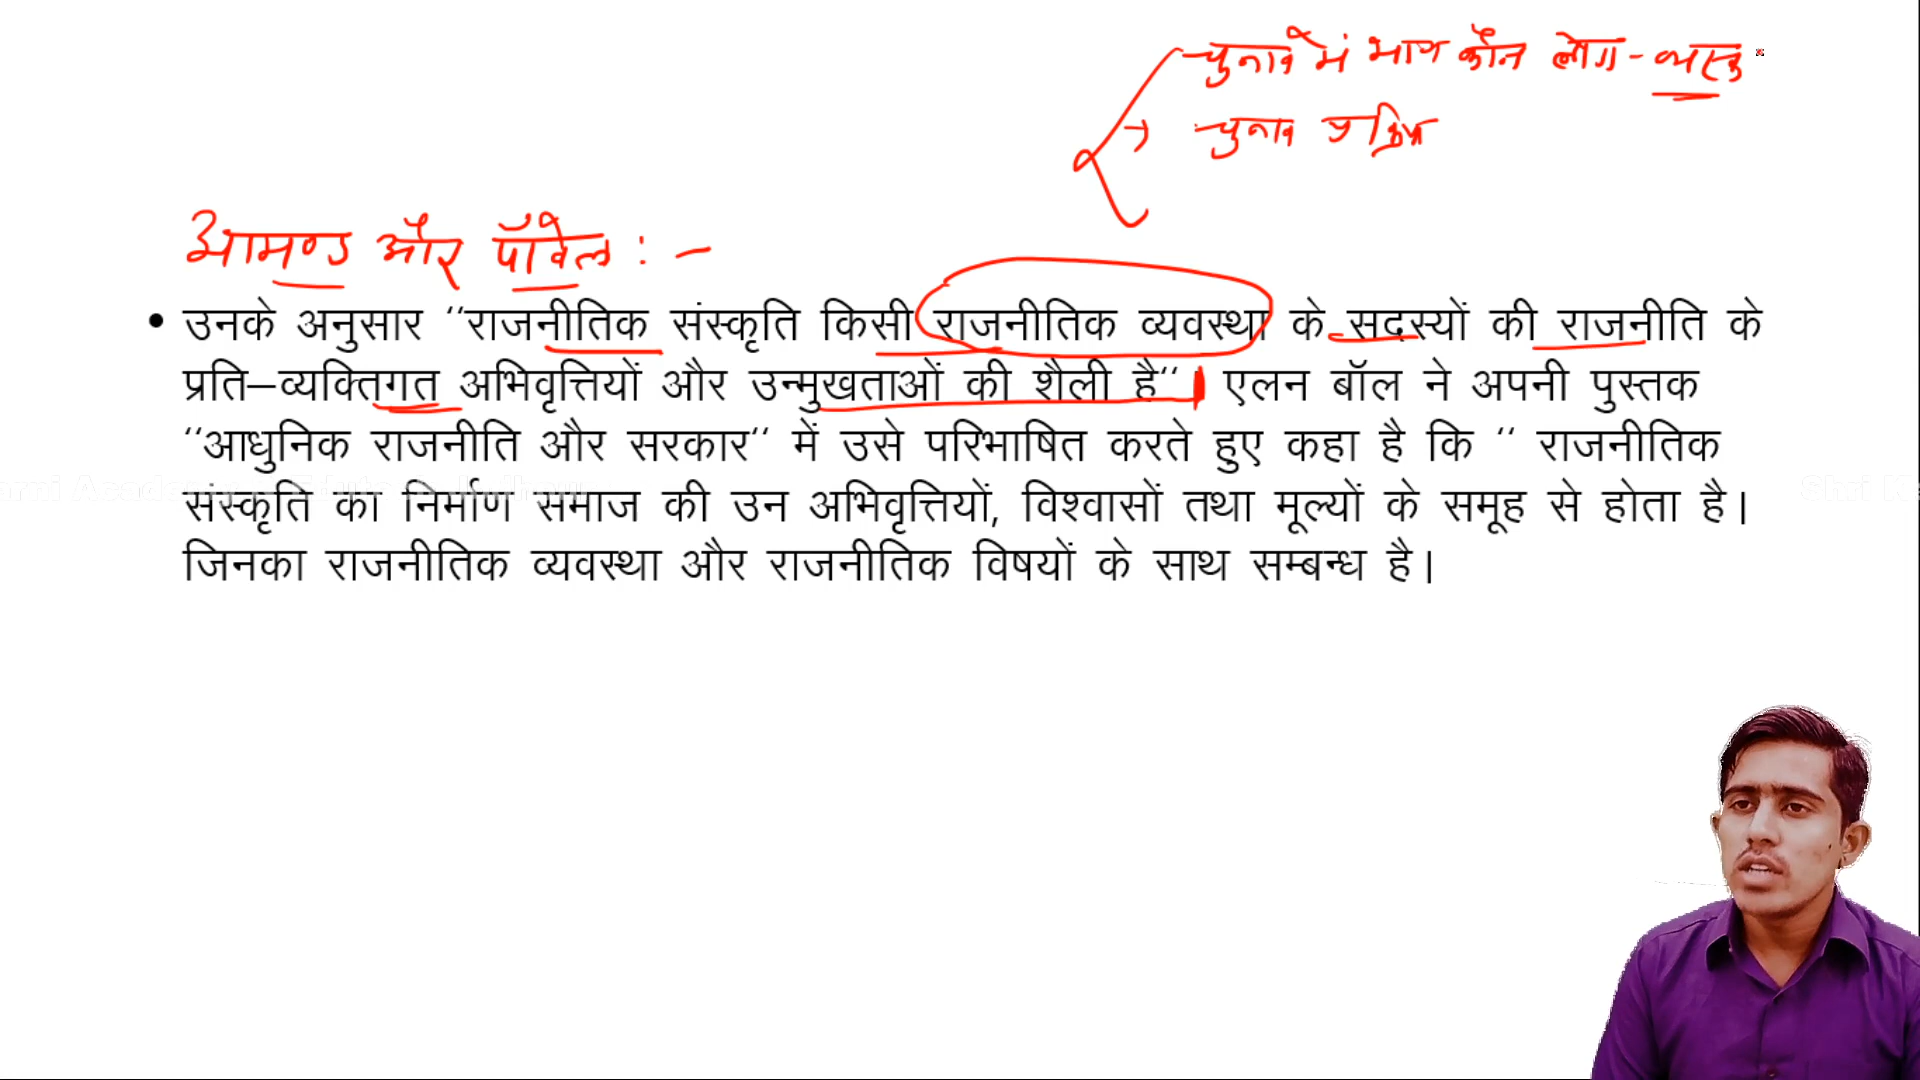 चुनाव में भाग कौन लोग - व्यस्क
चुनाव प्रक्रिया
आमण्ड और पॉवेल : -
• उनके अनुसार ‘‘राजनीतिक संस्कृति किसी राजनीतिक व्यवस्था के सदस्यों की राजनीति के
प्रति–व्यक्तिगत अभिवृत्तियों और उन्मुखताओं की शैली है‘‘। एलन बॉल ने अपनी पुस्तक
‘‘आधुनिक राजनीति और सरकार‘‘ में उसे परिभाषित करते हुए कहा है कि ‘‘ राजनीतिक
संस्कृति का निर्माण समाज की उन अभिवृत्तियों, विश्वासों तथा मूल्यों के समूह से होता है।
जिनका राजनीतिक व्यवस्था और राजनीतिक विषयों के साथ सम्बन्ध है।